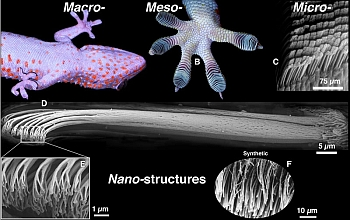 Macro- Meso- Micro-
B
C
75 µm
D
5 µm
E
Synthetic
F
Nano-structures
1 µm
10 µm